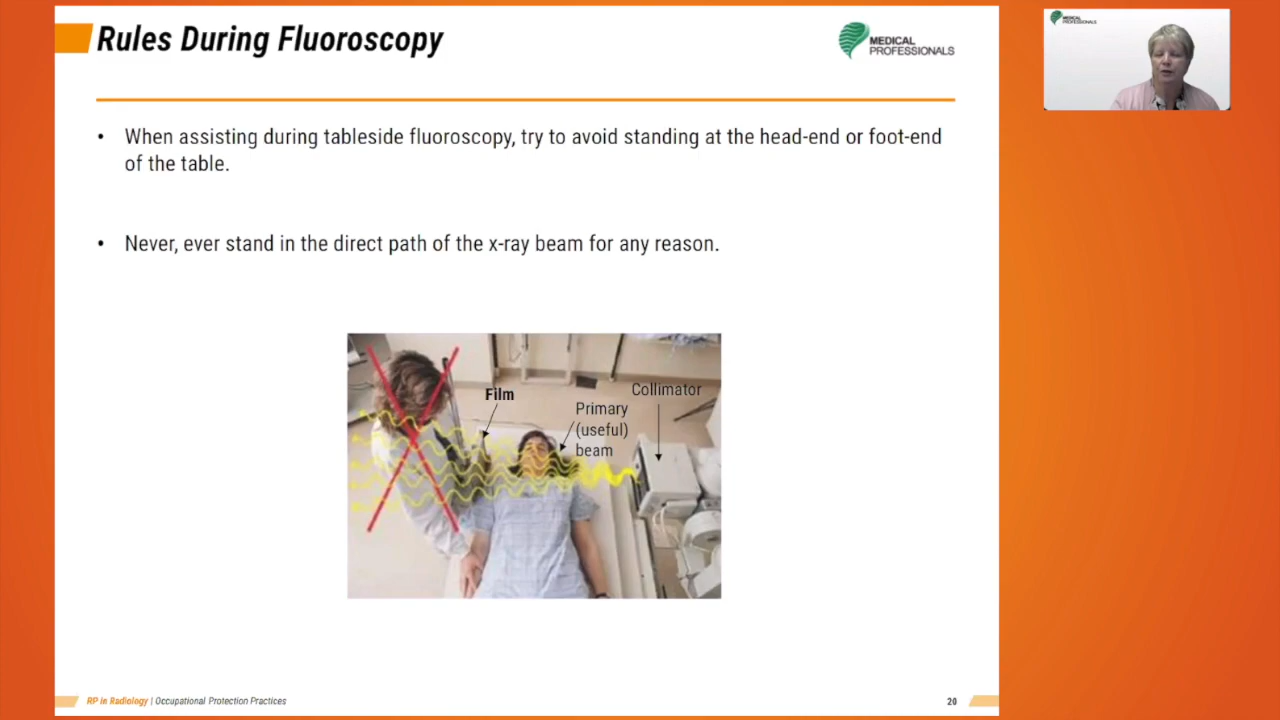 Rules During Fluoroscopy
MEDICAL
PROFESSIONALS
MEDICAL
PROFESSIONALS
• When assisting during tableside fluoroscopy, try to avoid standing at the head-end or foot-end
of the table.
• Never, ever stand in the direct path of the x-ray beam for any reason.
Film
Collimator
Primary
(useful)
beam
RP in Radiology | Occupational Protection Practices
20